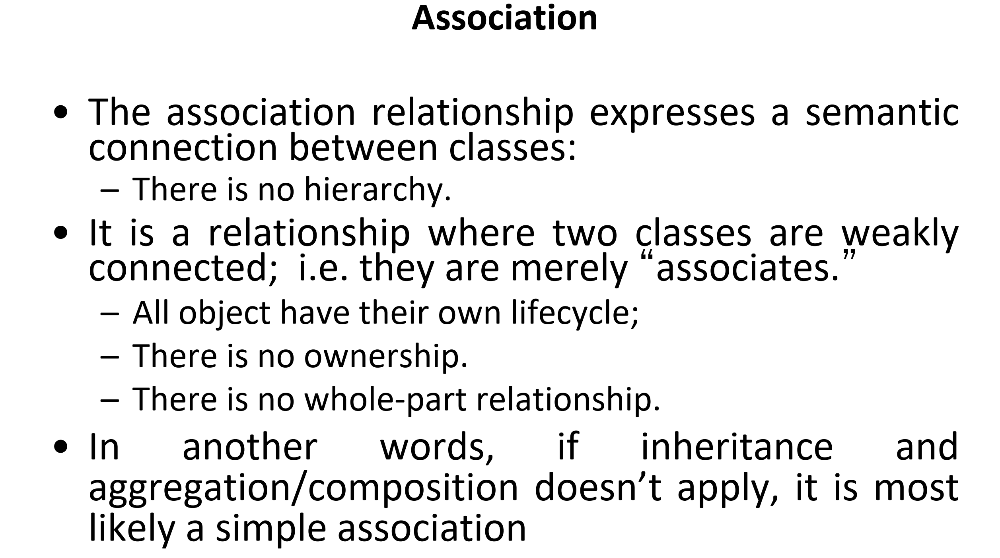 Association
• The association relationship expresses a semantic
connection between classes:
– There is no hierarchy.
• It is a relationship where two classes are weakly
connected; i.e. they are merely “associates.”
– All object have their own lifecycle;
– There is no ownership.
– There is no whole-part relationship.
• In another words, if inheritance and
aggregation/composition doesn’t apply, it is most
likely a simple association